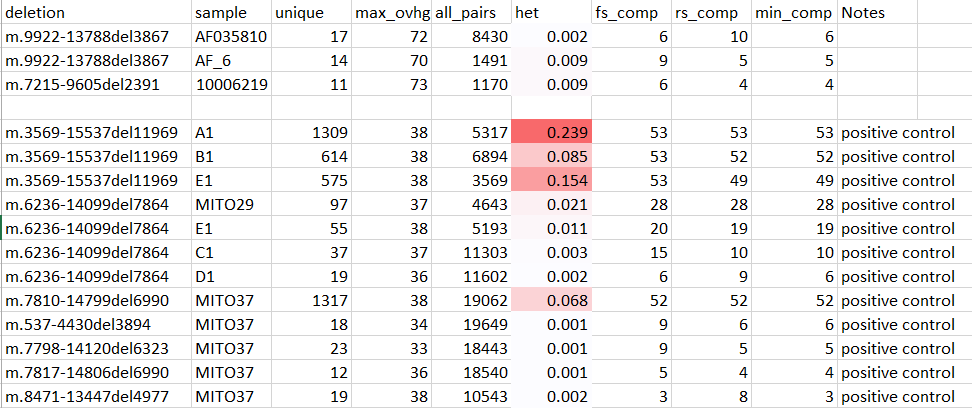 deletion sample unique max_ovhg all_pairs het fs_comp rs_comp min_comp Notes
m.9922-13788del3867 AF035810 17 72 8430 0.002 6 10 6
m.9922-13788del3867 AF_6 14 70 1491 0.009 9 5 5
m.7215-9605del2391 10006219 11 73 1170 0.009 6 4 4
m.3569-15537del11969 A1 1309 38 5317 0.239 53 53 53 positive control
m.3569-15537del11969 B1 614 38 6894 0.085 53 52 52 positive control
m.3569-15537del11969 E1 575 38 3569 0.154 53 49 49 positive control
m.6236-14099del7864 MITO29 97 37 4643 0.021 28 28 28 positive control
m.6236-14099del7864 E1 55 38 5193 0.011 20 19 19 positive control
m.6236-14099del7864 C1 37 37 11303 0.003 15 10 10 positive control
m.6236-14099del7864 D1 19 36 11602 0.002 6 9 6 positive control
m.7810-14799del6990 MITO37 1317 38 19062 0.068 52 52 52 positive control
m.537-4430del3894 MITO37 18 34 19649 0.001 9 6 6 positive control
m.7798-14120del6323 MITO37 23 33 18443 0.001 9 5 5 positive control
m.7817-14806del6990 MITO37 12 36 18540 0.001 5 4 4 positive control
m.8471-13447del4977 MITO37 19 38 10543 0.002 3 8 3 positive control